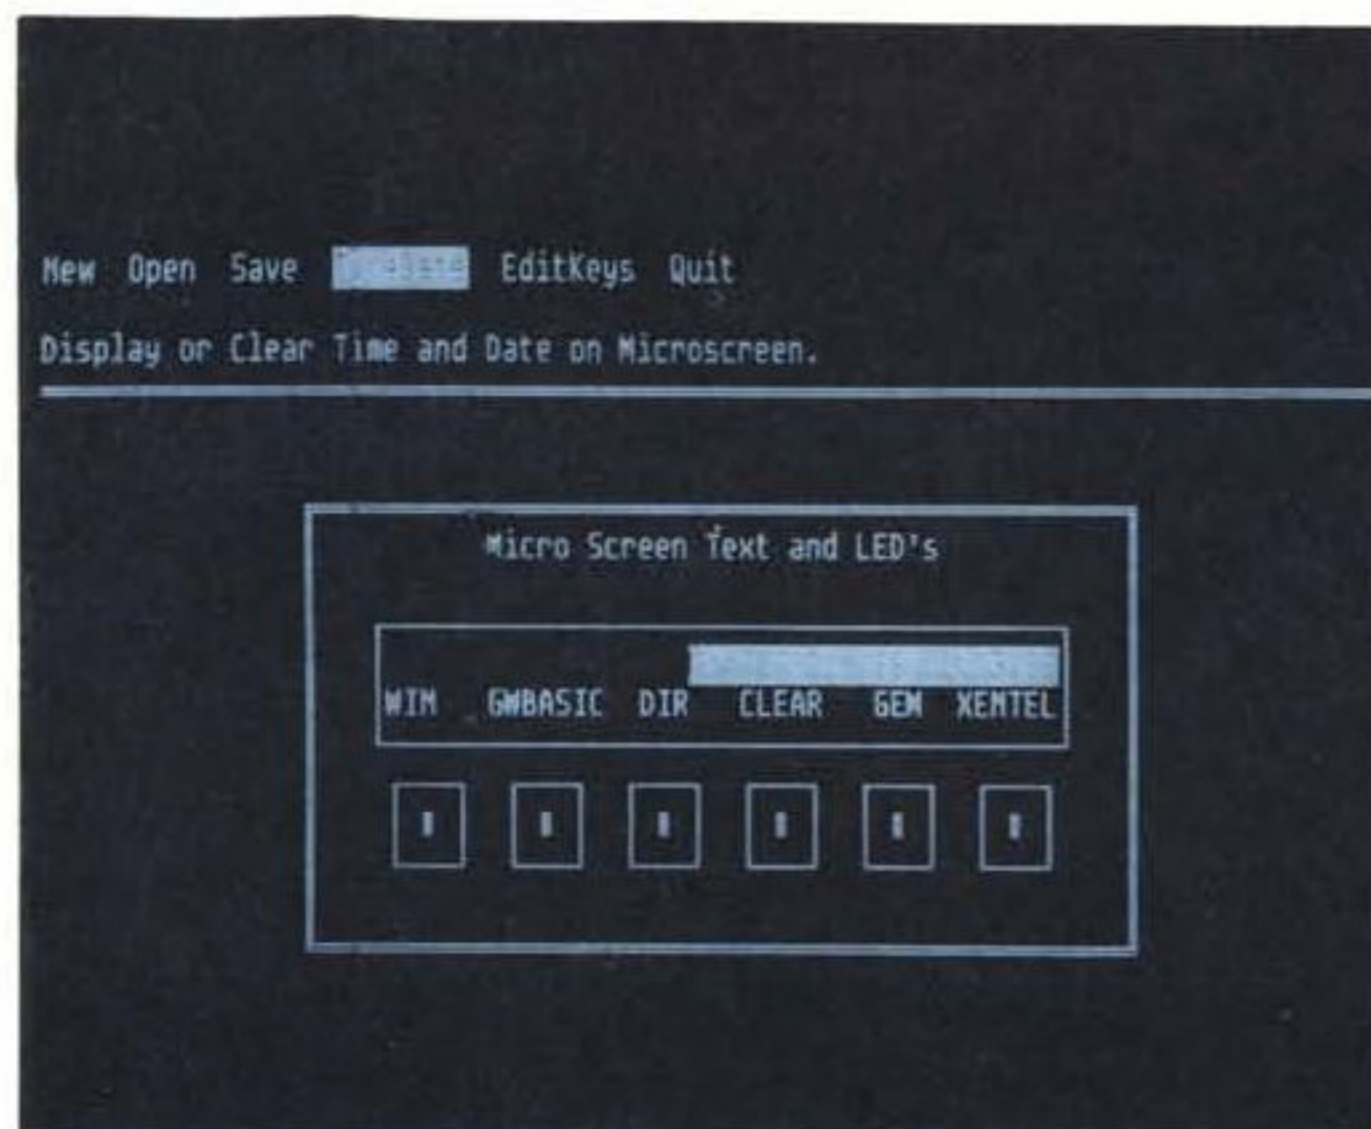 New Open Save EditKeys Quit
Display or Clear Time and Date on Microscreen.
Micro Screen Text and LED's
WIN GWBASIC DIR CLEAR GEM XENTEL